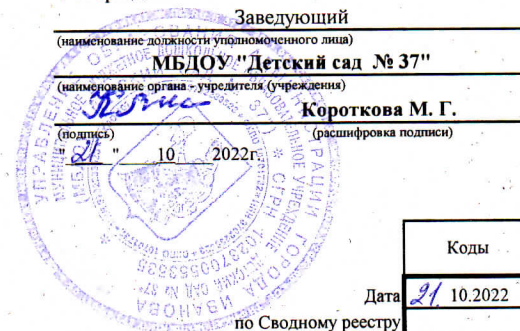 Заведующий
(наименование должности уполномоченного лица)
МБДОУ "Детский сад № 37"
(наименование органа - учредителя (учреждения)
Короткова М. Г.
(подпись) (расшифровка подписи)
" 21 " 10 2022г.
Коды
Дата 21 10.2022
по Сводному реестру